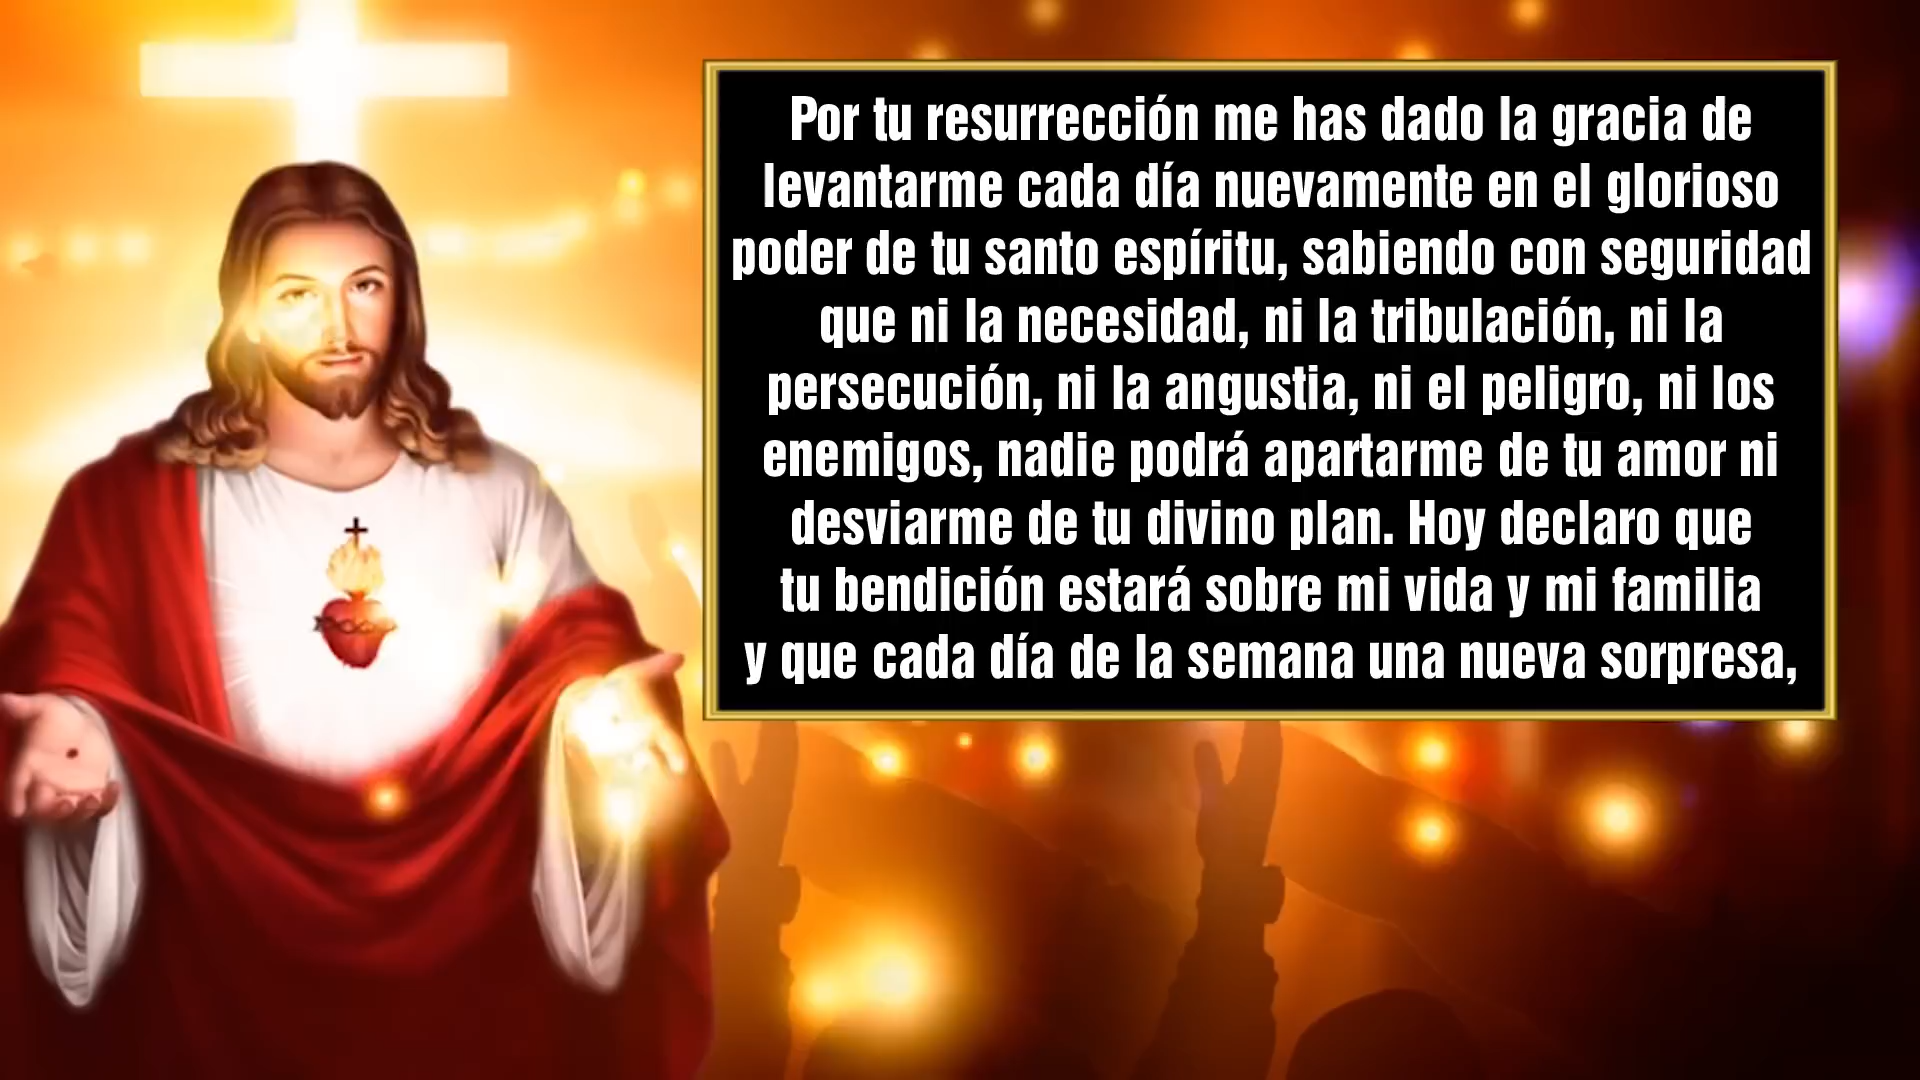 Por tu resurrección me has dado la gracia de
levantarme cada día nuevamente en el glorioso
poder de tu santo espíritu, sabiendo con seguridad
que ni la necesidad, ni la tribulación, ni la
persecución, ni la angustia, ni el peligro, ni los
enemigos, nadie podrá apartarme de tu amor ni
desviarme de tu divino plan. Hoy declaro que
tu bendición estará sobre mi vida y mi familia
y que cada día de la semana una nueva sorpresa,